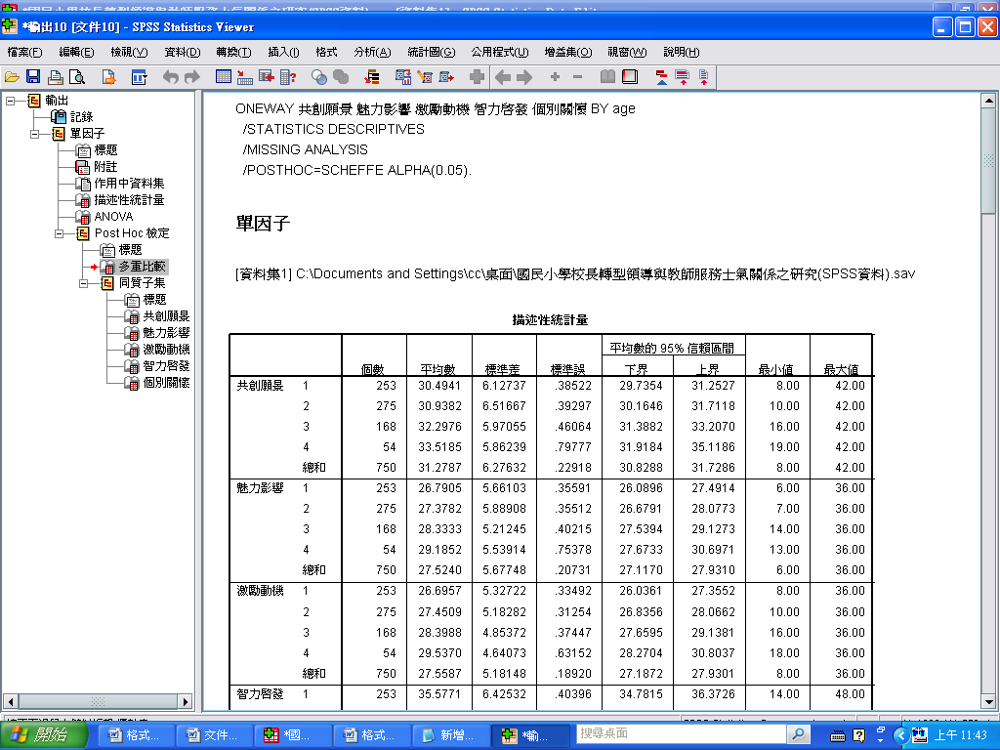 *輸出10 [文件10] - SPSS Statistics Viewer
檔案(F) 編輯(E) 檢視(V) 資料(D) 轉換(T) 插入(I) 格式 分析(A) 統計圖(G) 公用程式(U) 增益集(O) 視窗(W) 說明(H)
輸出
記錄
單因子
標題
附註
作用中資料集
描述性統計量
ANOVA
Post Hoc 檢定
標題
多重比較
同質子集
標題
共創願景
魅力影響
激勵動機
智力啓發
個別關懷
ONEWAY 共創願景 魅力影響 激勵動機 智力啓發 個別關懷 BY age
/STATISTICS DESCRIPTIVES
/MISSING ANALYSIS
/POSTHOC=SCHEFFE ALPHA(0.05).
單因子
[資料集1] C:\Documents and Settings\cc\桌面\國民小學校長轉型領導與教師服務士氣關係之研究(SPSS資料).sav
描述性統計量
平均數的 95% 信賴區間
個數 平均數 標準差 標準誤 下界 上界 最小值 最大值
共創願景 1 253 30.4941 6.12737 .38522 29.7354 31.2527 8.00 42.00
2 275 30.9382 6.51667 .39297 30.1646 31.7118 10.00 42.00
3 168 32.2976 5.97055 .46064 31.3882 33.2070 16.00 42.00
4 54 33.5185 5.86239 .79777 31.9184 35.1186 19.00 42.00
總和 750 31.2787 6.27632 .22918 30.8288 31.7286 8.00 42.00
魅力影響 1 253 26.7905 5.66103 .35591 26.0896 27.4914 6.00 36.00
2 275 27.3782 5.88908 .35512 26.6791 28.0773 7.00 36.00
3 168 28.3333 5.21245 .40215 27.5394 29.1273 14.00 36.00
4 54 29.1852 5.53914 .75378 27.6733 30.6971 13.00 36.00
總和 750 27.5240 5.67748 .20731 27.1170 27.9310 6.00 36.00
激勵動機 1 253 26.6957 5.32722 .33492 26.0361 27.3552 8.00 36.00
2 275 27.4509 5.18282 .31254 26.8356 28.0662 10.00 36.00
3 168 28.3988 4.85372 .37447 27.6595 29.1381 16.00 36.00
4 54 29.5370 4.64073 .63152 28.2704 30.8037 18.00 36.00
總和 750 27.5587 5.18148 .18920 27.1872 27.9301 8.00 36.00
智力啓發 1 253 35.5771 6.42532 .40396 34.7815 36.3726 14.00 48.00
開始 格式... 文件... *國... 格式... 新增... *輸... 搜尋桌面 上午 11:43